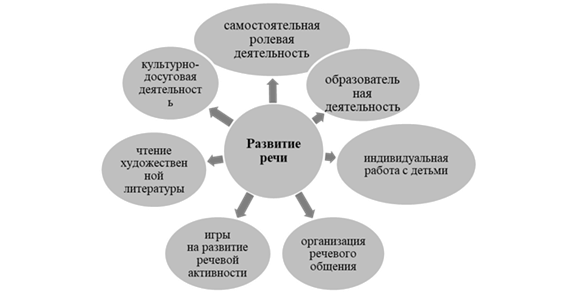 самостоятельная
ролевая
деятельность
образователь
ная
деятельность
индивидуальная
работа с детьми
организация
речевого
общения
игры
на развитие
речевой
активности
чтение
художествен
ной
литературы
культурно-
досуговая
деятельност
ь
Развитие
речи